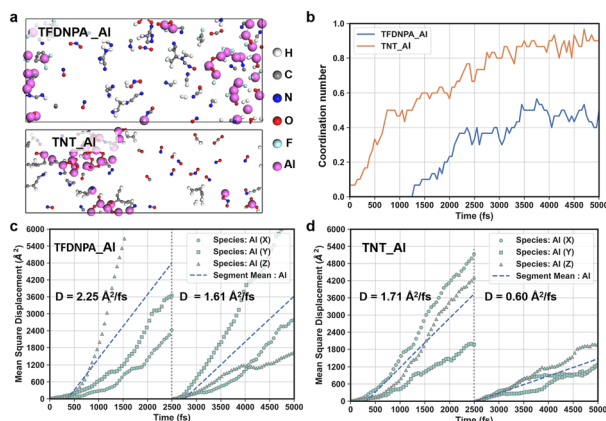 a
TFDNPA_Al
TNT_Al
H
C
N
O
F
Al
b
TFDNPA_Al
TNT_Al
Coordination number
1.0
0.8
0.6
0.4
0.2
0.0
0 500 1000 1500 2000 2500 3000 3500 4000 4500 5000
Time (fs)
c
TFDNPA_Al
Species: Al (X)
Species: Al (Y)
Species: Al (Z)
Segment Mean : Al
D = 2.25 Å²/fs
D = 1.61 Å²/fs
Mean Square Displacement (Å²)
6000
5400
4800
4200
3600
3000
2400
1800
1200
600
0
0 500 1000 1500 2000 2500 3000 3500 4000 4500 5000
Time (fs)
d
TNT_Al
Species: Al (X)
Species: Al (Y)
Species: Al (Z)
Segment Mean : Al
D = 1.71 Å²/fs
D = 0.60 Å²/fs
Mean Square Displacement (Å²)
6000
5400
4800
4200
3600
3000
2400
1800
1200
600
0
0 500 1000 1500 2000 2500 3000 3500 4000 4500 5000
Time (fs)